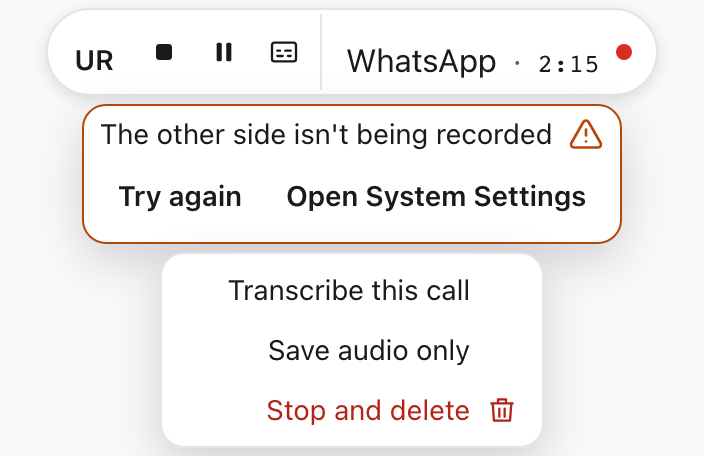 UR
WhatsApp · 2:15
The other side isn't being recorded
Try again
Open System Settings
Transcribe this call
Save audio only
Stop and delete